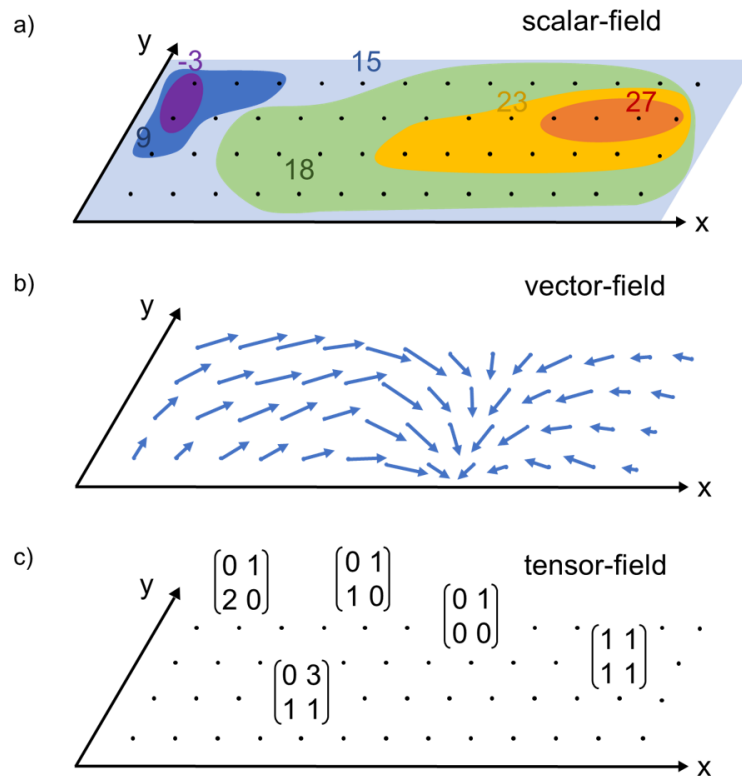 a)
scalar-field
y
-3
15
23
27
9
18
x
b)
vector-field
y
x
c)
tensor-field
y
0 1
2 0
0 1
1 0
0 1
0 0
1 1
1 1
0 3
1 1
x